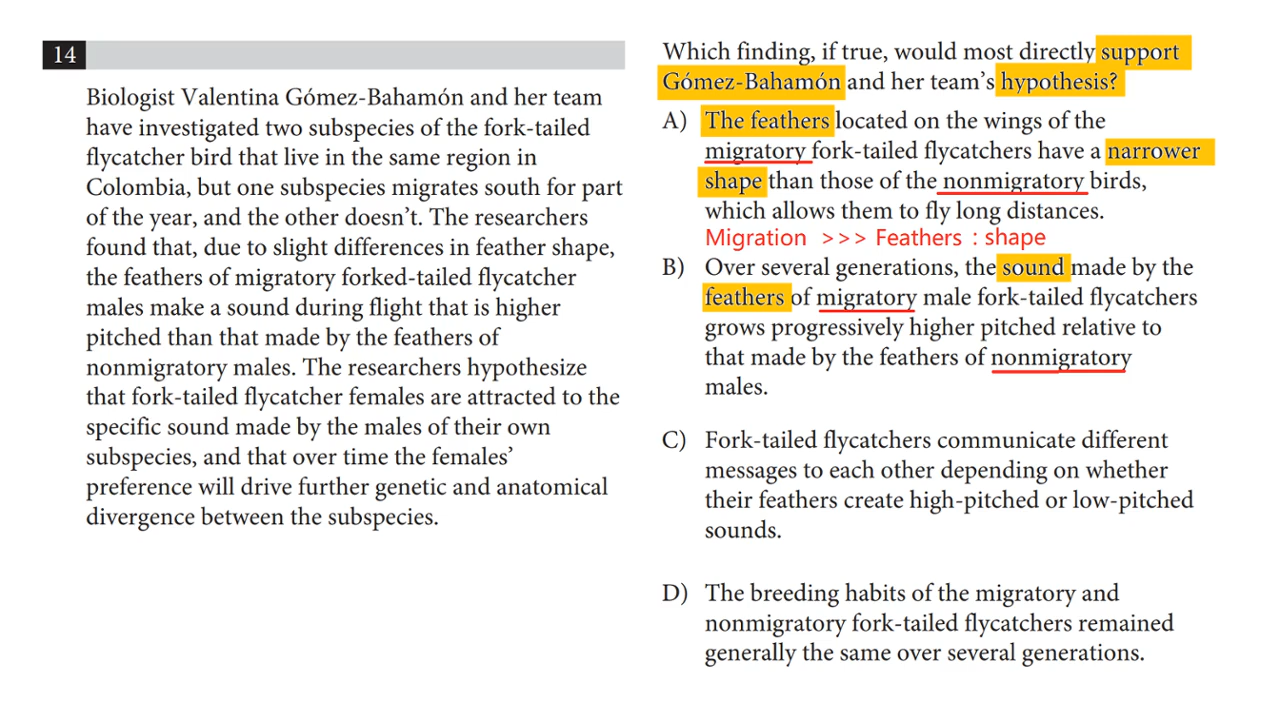 14
Biologist Valentina Gómez-Bahamón and her team
have investigated two subspecies of the fork-tailed
flycatcher bird that live in the same region in
Colombia, but one subspecies migrates south for part
of the year, and the other doesn't. The researchers
found that, due to slight differences in feather shape,
the feathers of migratory forked-tailed flycatcher
males make a sound during flight that is higher
pitched than that made by the feathers of
nonmigratory males. The researchers hypothesize
that fork-tailed flycatcher females are attracted to the
specific sound made by the males of their own
subspecies, and that over time the females'
preference will drive further genetic and anatomical
divergence between the subspecies.
Which finding, if true, would most directly support
Gómez-Bahamón and her team's hypothesis?
A) The feathers located on the wings of the
migratory fork-tailed flycatchers have a narrower
shape than those of the nonmigratory birds,
which allows them to fly long distances.
Migration >>> Feathers : shape
B) Over several generations, the sound made by the
feathers of migratory male fork-tailed flycatchers
grows progressively higher pitched relative to
that made by the feathers of nonmigratory
males.
C) Fork-tailed flycatchers communicate different
messages to each other depending on whether
their feathers create high-pitched or low-pitched
sounds.
D) The breeding habits of the migratory and
nonmigratory fork-tailed flycatchers remained
generally the same over several generations.